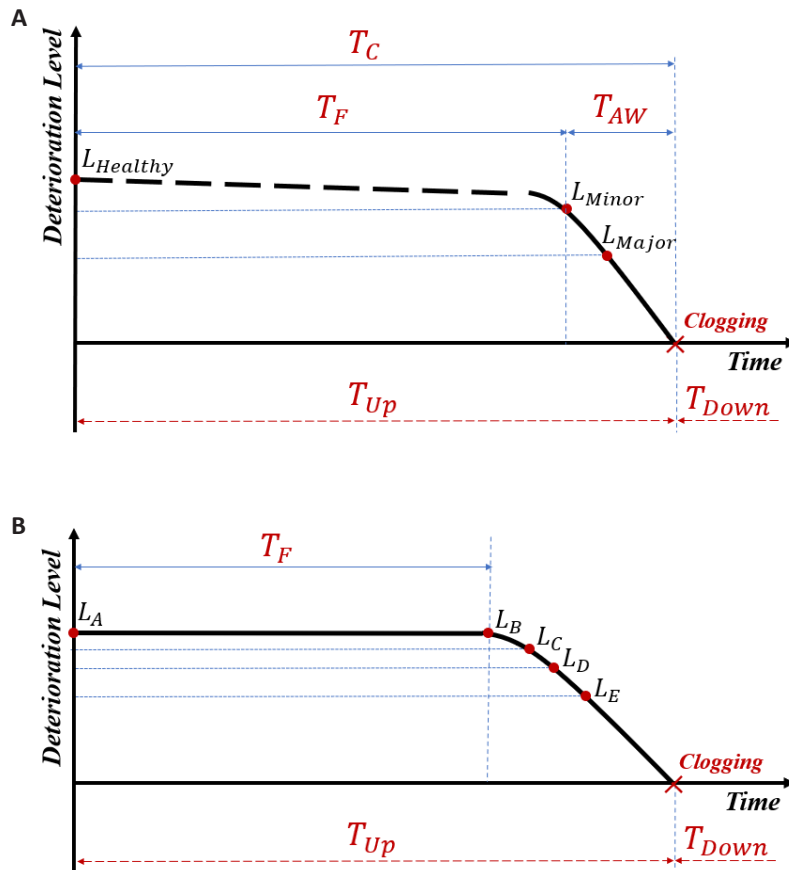 A
Deterioration Level
T_C
T_F
T_AW
L_Healthy
L_Minor
L_Major
Clogging
Time
T_Up
T_Down
B
Deterioration Level
T_F
L_A
L_B
L_C
L_D
L_E
Clogging
Time
T_Up
T_Down